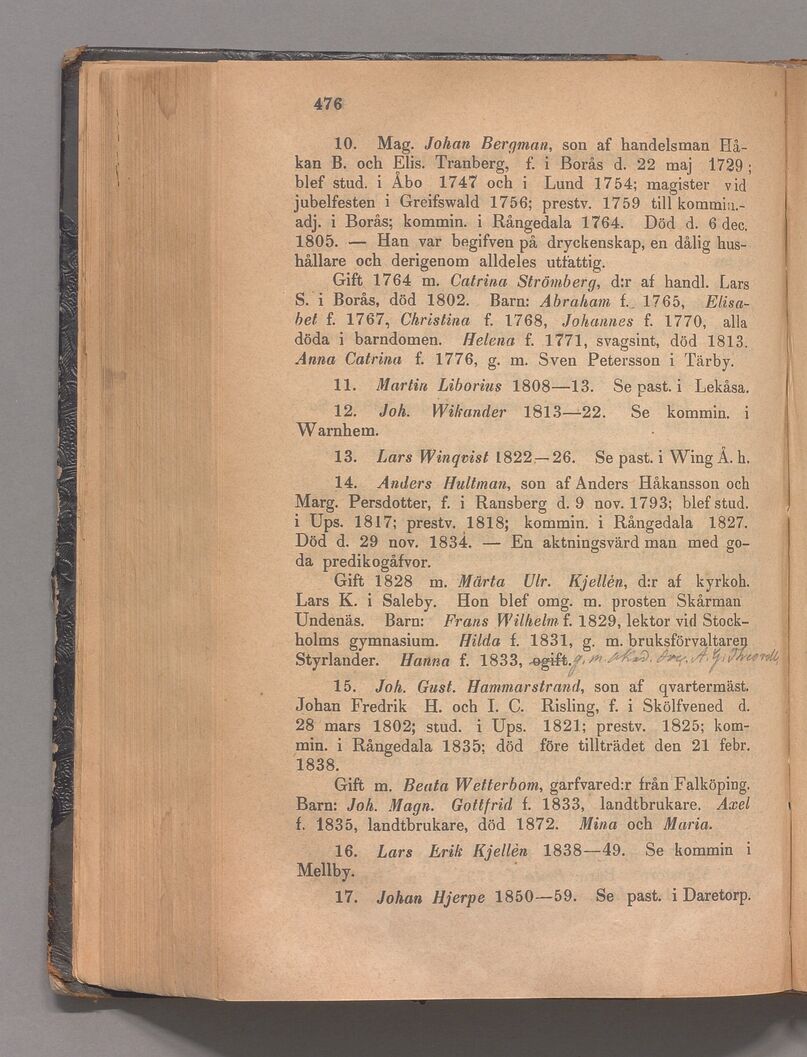 476
10. Mag. Johan Bergman, son af handelsman Hå-
kan B. och Elis. Tranberg, f. i Borås d. 22 maj 1729;
blef stud. i Åbo 1747 och i Lund 1754; magister vid
jubelfesten i Greifswald 1756; prestv. 1759 till kommin.-
adj. i Borås; kommin. i Rångedala 1764. Död d. 6 dec.
1805. — Han var begifven på dryckenskap, en dålig hus-
hållare och derigenom alldeles utfattig.
Gift 1764 m. Catrina Strömberg, d:r af handl. Lars
S. i Borås, död 1802. Barn: Abraham f. 1765, Elisa-
bet f. 1767, Christina f. 1768, Johannes f. 1770, alla
döda i barndomen. Helena f. 1771, svagsint, död 1813.
Anna Catrina f. 1776, g. m. Sven Petersson i Tärby.
11. Martin Liborius 1808—13. Se past. i Lekåsa.
12. Joh. Wikander 1813—22. Se kommin. i
Warnhem.
13. Lars Winqvist 1822—26. Se past. i Wing Å. h.
14. Anders Hultman, son af Anders Håkansson och
Marg. Persdotter, f. i Ransberg d. 9 nov. 1793; blef stud.
i Ups. 1817; prestv. 1818; kommin. i Rångedala 1827.
Död d. 29 nov. 1834. — En aktningsvärd man med go-
da predikogåfvor.
Gift 1828 m. Märta Ulr. Kjellén, d:r af kyrkoh.
Lars K. i Saleby. Hon blef omg. m. prosten Skårman
Undenäs. Barn: Frans Wilhelm f. 1829, lektor vid Stock-
holms gymnasium. Hilda f. 1831, g. m. bruksförvaltaren
Styrlander. Hanna f. 1833, ogift. g. m. Akad. A. G.
15. Joh. Gust. Hammarstrand, son af qvartermäst.
Johan Fredrik H. och I. C. Risling, f. i Skölfvened d.
28 mars 1802; stud. i Ups. 1821; prestv. 1825; kom-
min. i Rångedala 1835; död före tillträdet den 21 febr.
1838.
Gift m. Beata Wetterbom, garfvared:r från Falköping.
Barn: Joh. Magn. Gottfrid f. 1833, landtbrukare. Axel
f. 1835, landtbrukare, död 1872. Mina och Maria.
16. Lars Erik Kjellén 1838—49. Se kommin i
Mellby.
17. Johan Hjerpe 1850—59. Se past. i Daretorp.